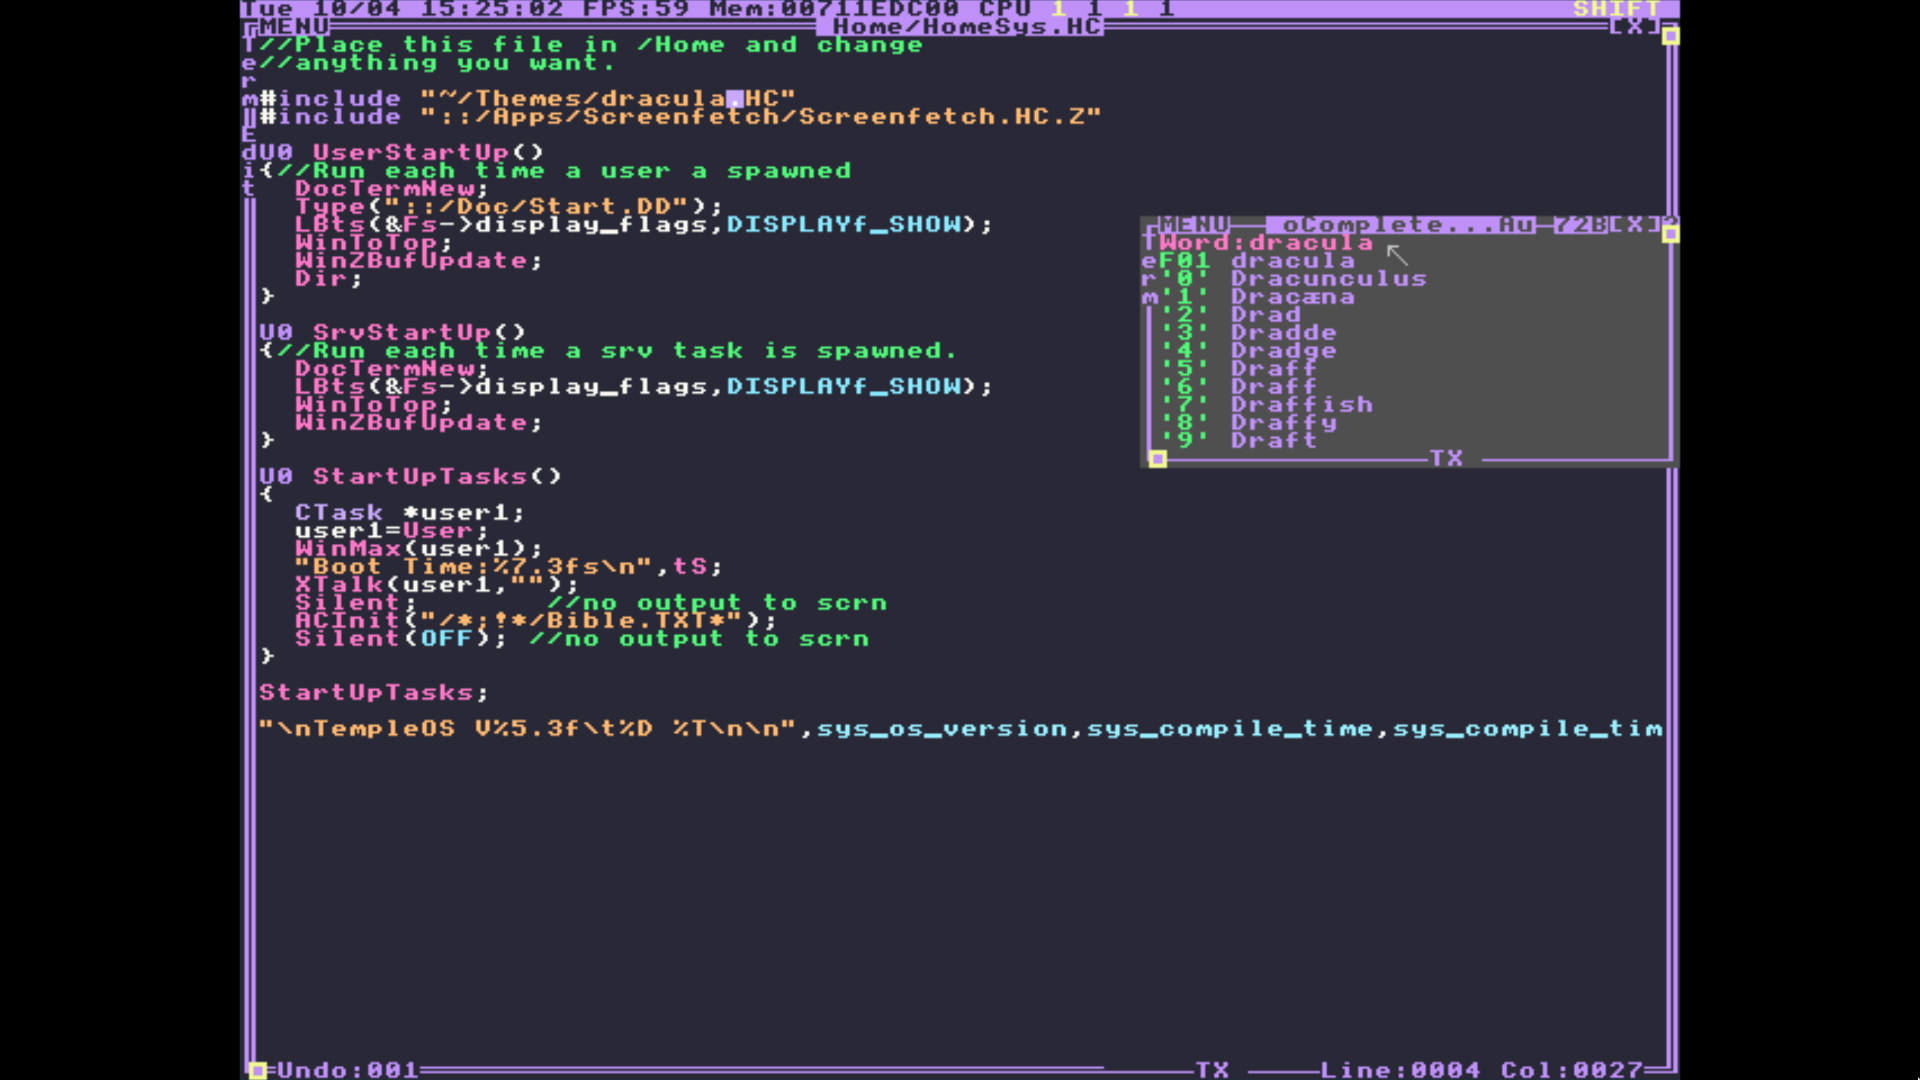 Tue 10/04 15:25:02 FPS:59 Mem:00711EDC00 CPU 1 1 1 1 SHIFT
MENU Home/HomeSys.HC [X]
Term Edit
//Place this file in /Home and change
//anything you want.
#include "~/Themes/dracula.HC"
#include "::/Apps/Screenfetch/Screenfetch.HC.Z"
U0 UserStartUp()
{//Run each time a user a spawned
DocTermNew;
Type("::/Doc/Start.DD");
LBts(&Fs->display_flags,DISPLAYf_SHOW);
WinToTop;
WinZBufUpdate;
Dir;
}
U0 SrvStartUp()
{//Run each time a srv task is spawned.
DocTermNew;
LBts(&Fs->display_flags,DISPLAYf_SHOW);
WinToTop;
WinZBufUpdate;
}
U0 StartUpTasks()
{
CTask *user1;
user1=User;
WinMax(user1);
"Boot Time:%7.3fs\n",tS;
XTalk(user1,"");
Silent; //no output to scrn
ACInit("/*;!*/Bible.TXT*");
Silent(OFF); //no output to scrn
}
StartUpTasks;
"\nTempleOS V%5.3f\t%D %T\n\n",sys_os_version,sys_compile_time,sys_compile_tim
MENU oComplete...Au 72B[X]?
Term
Word:dracula
F01 dracula
'0' Dracunculus
'1' Dracæna
'2' Drad
'3' Dradde
'4' Dradge
'5' Draff
'6' Draff
'7' Draffish
'8' Draffy
'9' Draft
TX
Undo:001 TX Line:0004 Col:0027